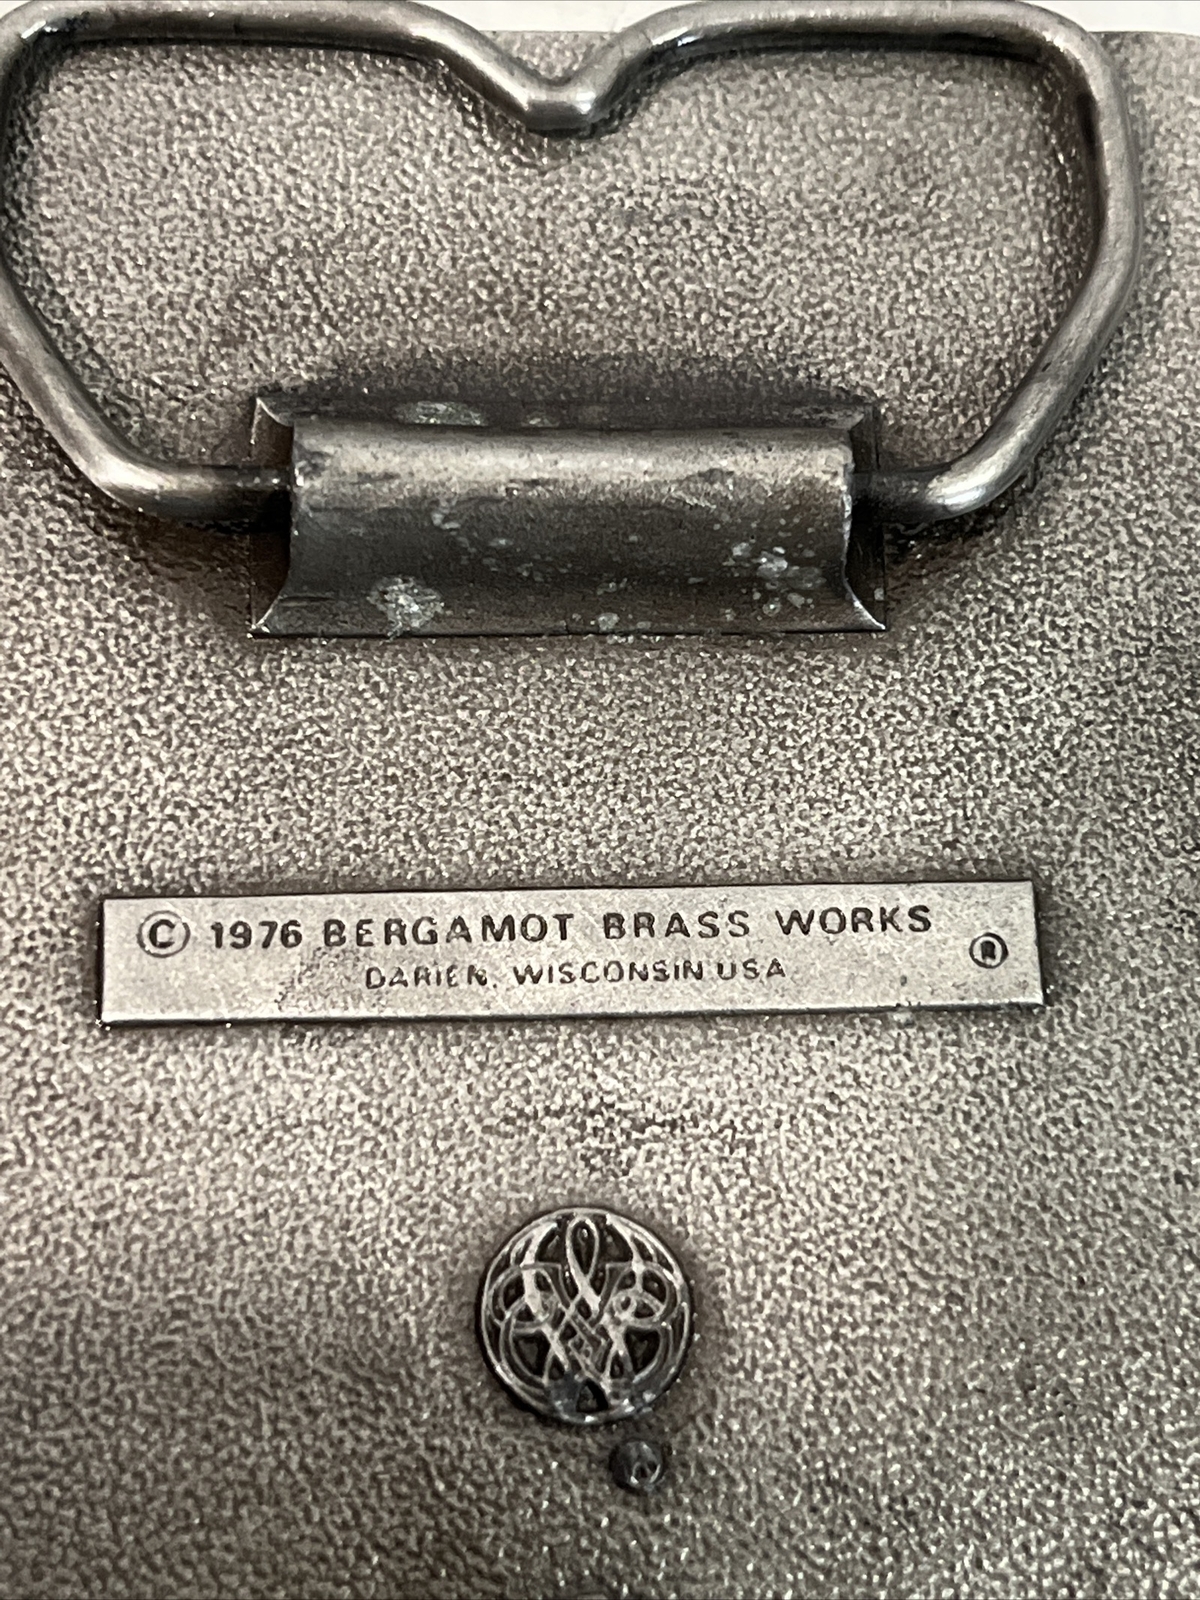 © 1976 BERGAMOT BRASS WORKS
DARIEN, WISCONSIN USA
®